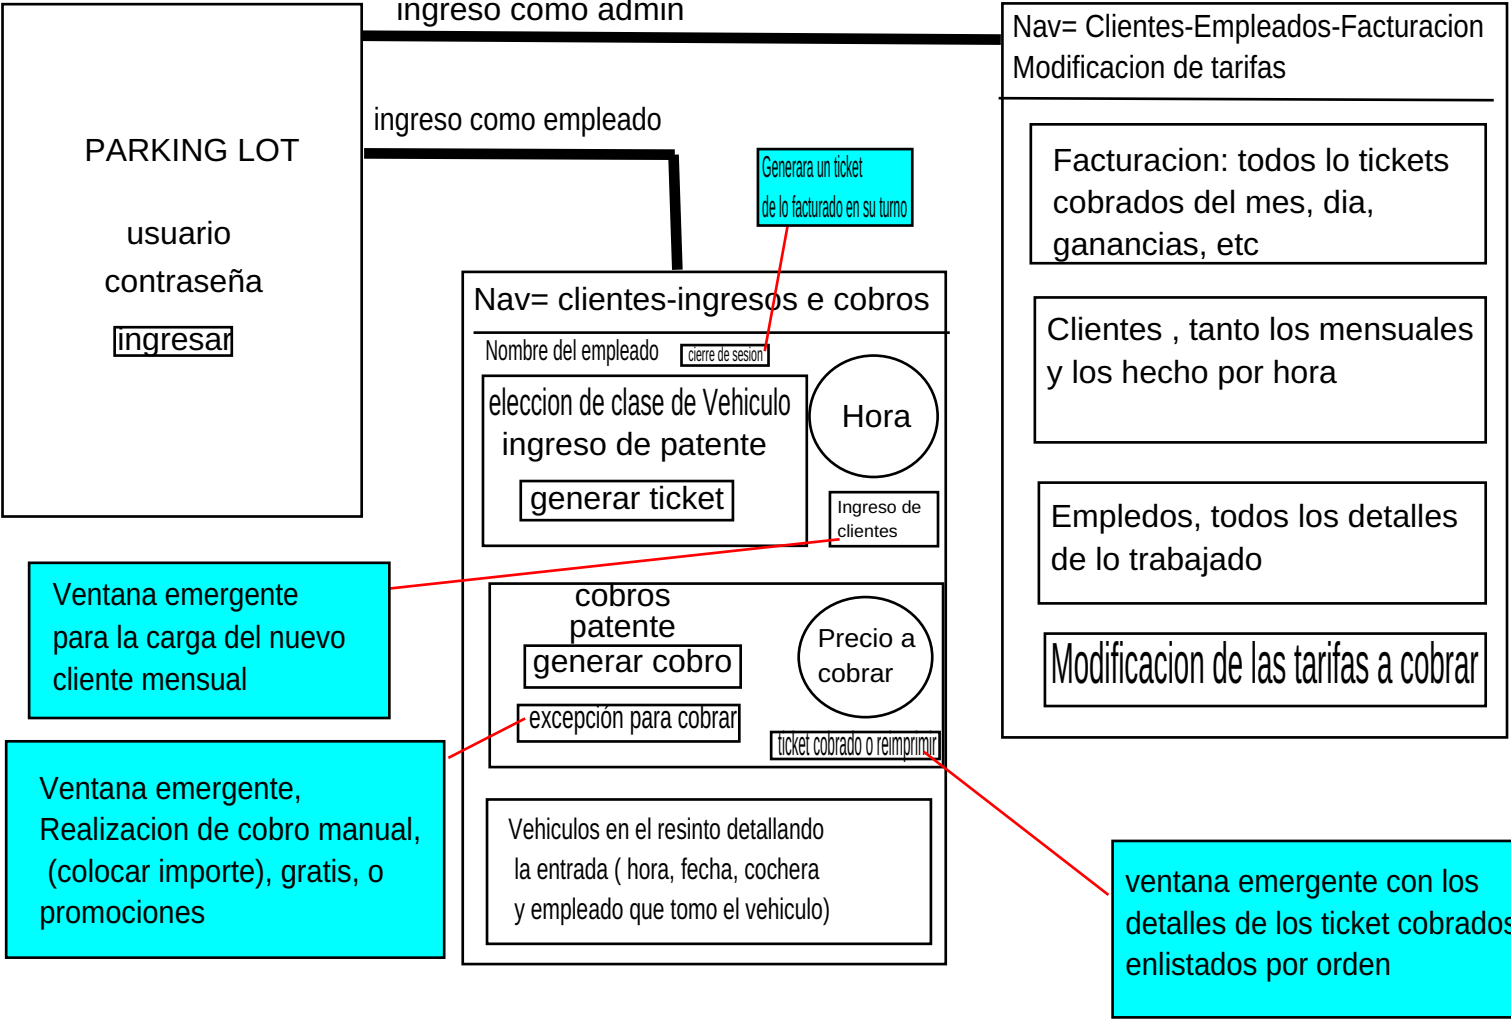 ingreso como admin
PARKING LOT
usuario
contraseña
ingresar
ingreso como empleado
Generara un ticket
de lo facturado en su turno
Nav= clientes-ingresos e cobros
Nombre del empleado
cierre de sesion
eleccion de clase de Vehiculo
ingreso de patente
generar ticket
Hora
Ingreso de
clientes
cobros
patente
generar cobro
excepción para cobrar
Precio a
cobrar
ticket cobrado o reimprimir
Vehiculos en el resinto detallando
la entrada ( hora, fecha, cochera
y empleado que tomo el vehiculo)
Ventana emergente
para la carga del nuevo
cliente mensual
Ventana emergente,
Realizacion de cobro manual,
(colocar importe), gratis, o
promociones
Nav= Clientes-Empleados-Facturacion
Modificacion de tarifas
Facturacion: todos lo tickets
cobrados del mes, dia,
ganancias, etc
Clientes , tanto los mensuales
y los hecho por hora
Empledos, todos los detalles
de lo trabajado
Modificacion de las tarifas a cobrar
ventana emergente con los
detalles de los ticket cobrados
enlistados por orden